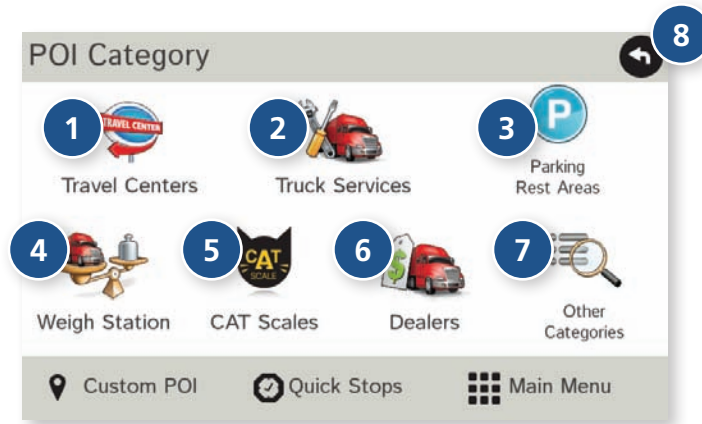 8
POI Category
1
TRAVEL CENTER
Travel Centers
2
Truck Services
3
P
Parking
Rest Areas
4
Weigh Station
5
CAT
SCALE
CAT Scales
6
$
Dealers
7
Other
Categories
Custom POI
Quick Stops
Main Menu